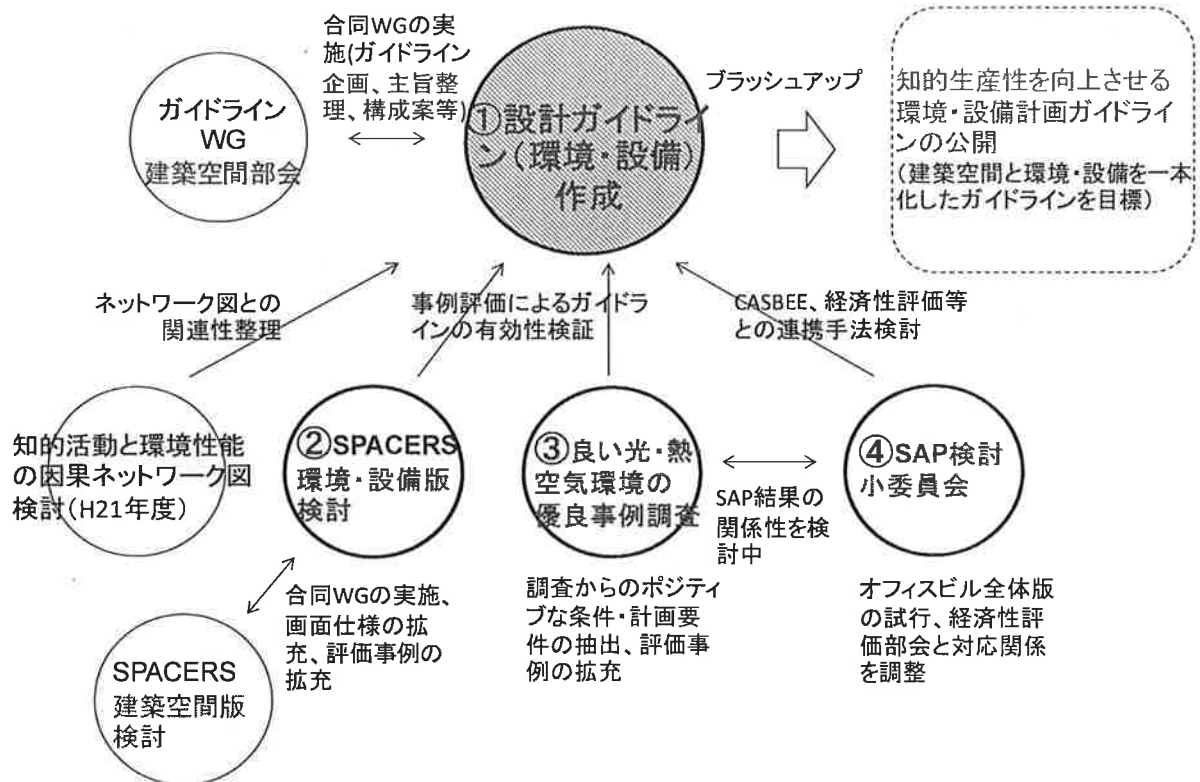 合同WGの実
施(ガイドライン
企画、主旨整
理、構成案等)
ガイドライン
WG
建築空間部会
①設計ガイドライ
ン(環境・設備)
作成
ブラッシュアップ
知的生産性を向上させる
環境・設備計画ガイドライ
ンの公開
(建築空間と環境・設備を一本
化したガイドラインを目標)
ネットワーク図との
関連性整理
事例評価によるガイドラ
インの有効性検証
CASBEE、経済性評価等
との連携手法検討
知的活動と環境性能
の因果ネットワーク図
検討(H21年度)
②SPACERS
環境・設備版
検討
③良い光・熱・
空気環境の
優良事例調査
SAP結果の
関係性を検
討中
④SAP検討
小委員会
合同WGの実施、
画面仕様の拡
充、評価事例の
拡充
調査からのポジティ
ブな条件・計画要
件の抽出、評価事
例の拡充
オフィスビル全体版
の試行、経済性評
価部会と対応関係
を調整
SPACERS
建築空間版
検討